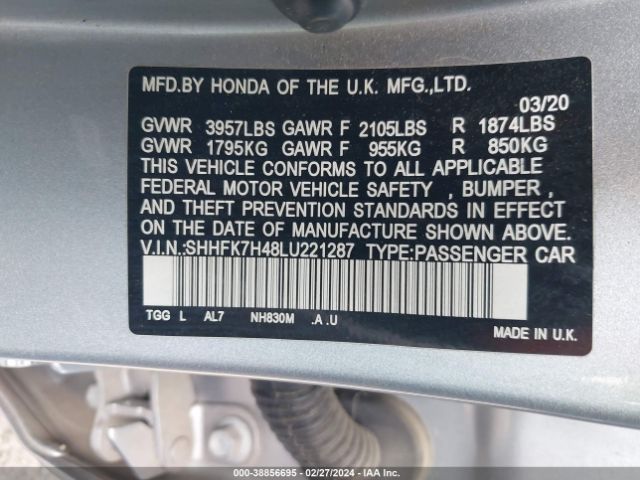 MFD.BY HONDA OF THE U.K. MFG.,LTD.
03/20
GVWR 3957LBS GAWR F 2105LBS R 1874LBS
GVWR 1795KG GAWR F 955KG R 850KG
THIS VEHICLE CONFORMS TO ALL APPLICABLE
FEDERAL MOTOR VEHICLE SAFETY , BUMPER ,
AND THEFT PREVENTION STANDARDS IN EFFECT
ON THE DATE OF MANUFACTURE SHOWN ABOVE.
V.I.N.:SHHFK7H48LU221287 TYPE:PASSENGER CAR
TGG L AL7 NH830M .A .U
MADE IN U.K.
000-38856695 - 02/27/2024 - IAA Inc.